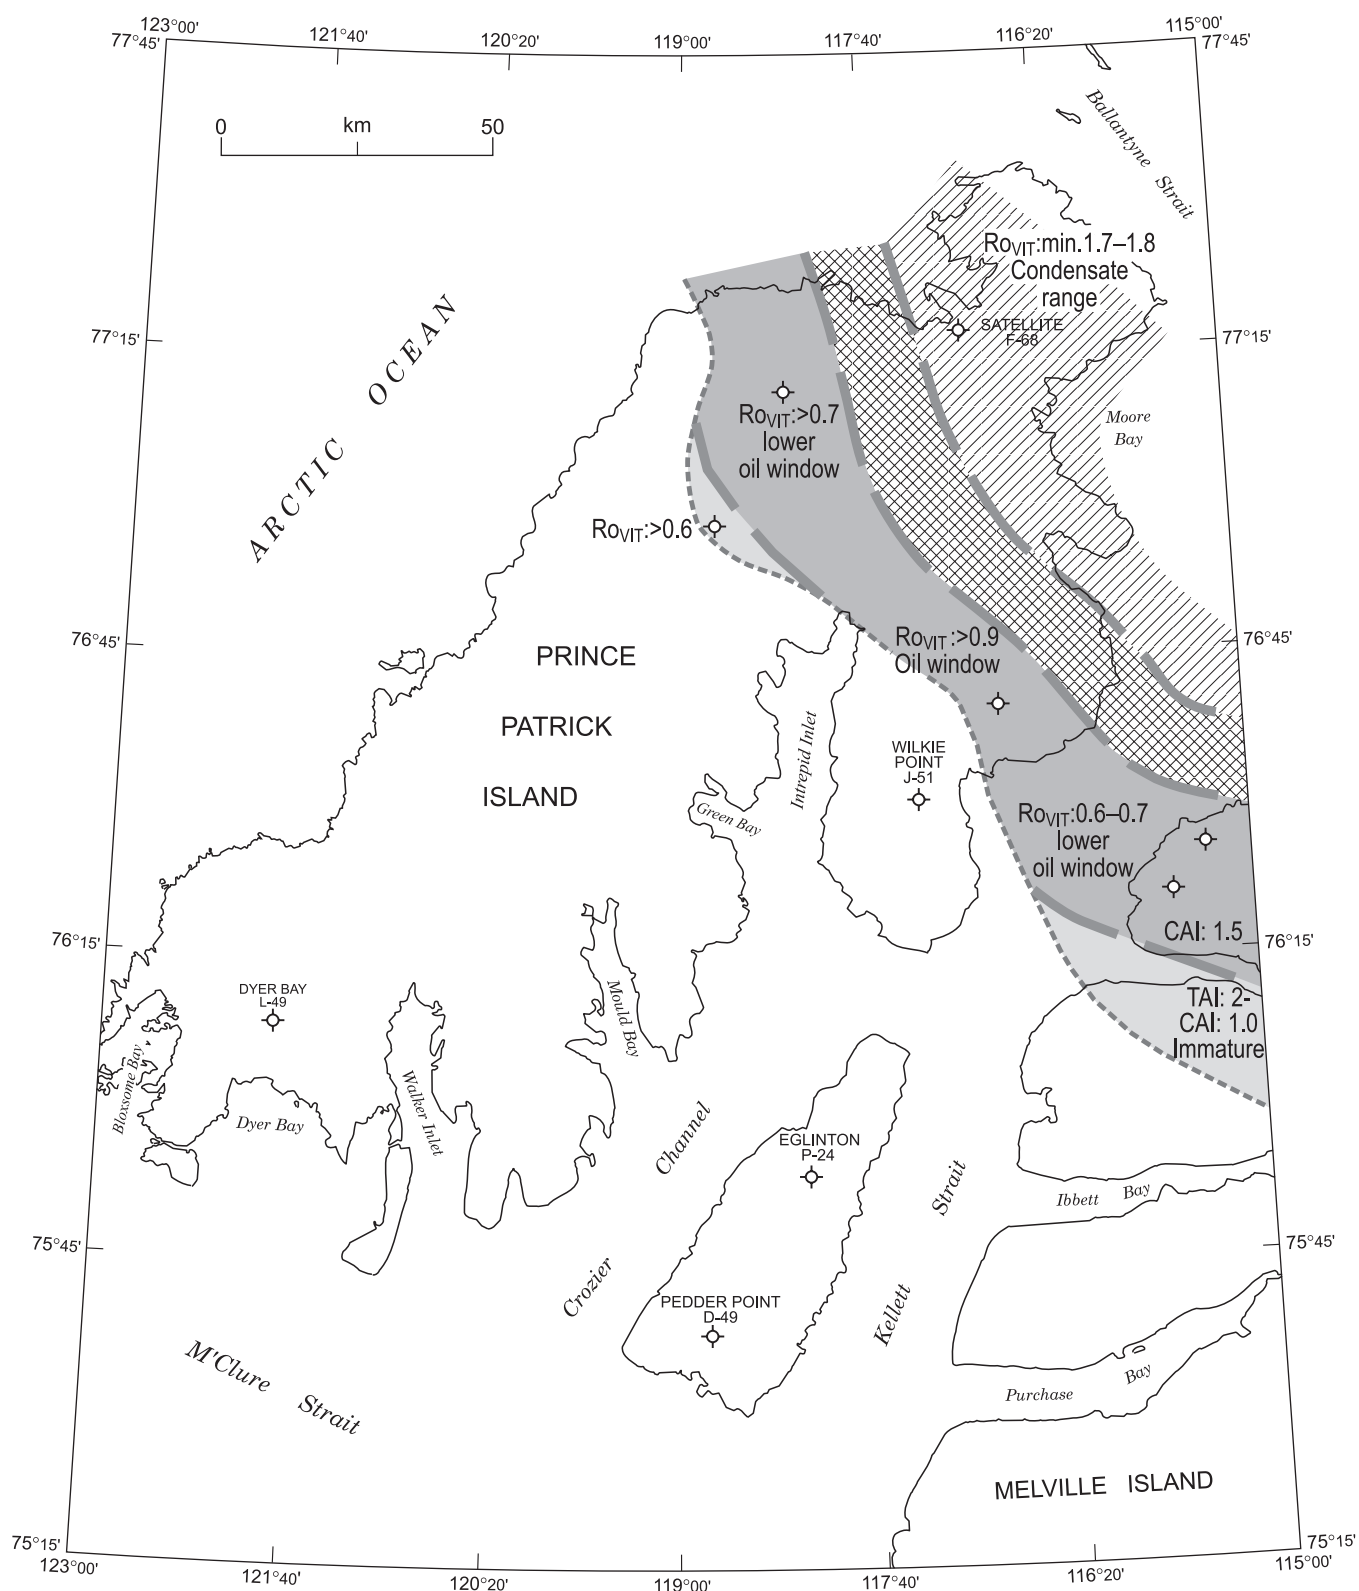 123°00'
121°40'
120°20'
119°00'
117°40'
116°20'
115°00'
77°45'
77°45'
0 km 50
Ballantyne Strait
RoVIT:min.1.7–1.8
Condensate
range
SATELLITE
F-68
77°15'
77°15'
ARCTIC OCEAN
RoVIT:>0.7
lower
oil window
Moore
Bay
RoVIT:>0.6
76°45'
76°45'
PRINCE
PATRICK
ISLAND
RoVIT:>0.9
Oil window
Intrepid Inlet
WILKIE
POINT
J-51
Green Bay
RoVIT:0.6–0.7
lower
oil window
CAI: 1.5
76°15'
76°15'
DYER BAY
L-49
Mould Bay
TAI: 2-
CAI: 1.0
Immature
Bloxsome Bay
Dyer Bay
Walker Inlet
Crozier Channel
EGLINTON
P-24
Kellett Strait
Ibbett Bay
75°45'
75°45'
PEDDER POINT
D-49
M'Clure Strait
Purchase Bay
MELVILLE ISLAND
75°15'
75°15'
123°00'
121°40'
120°20'
119°00'
117°40'
116°20'
115°00'